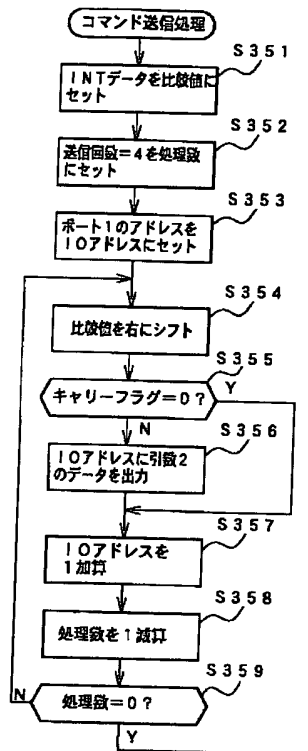 コマンド送信処理
S351
INTデータを比較値に
セット
S352
送信回数=4を処理数
にセット
S353
ポート1のアドレスを
IOアドレスにセット
S354
比較値を右にシフト
S355
キャリーフラグ=0?
Y
N
S356
IOアドレスに引数2
のデータを出力
S357
IOアドレスを
1加算
S358
処理数を1減算
S359
N
処理数=0?
Y